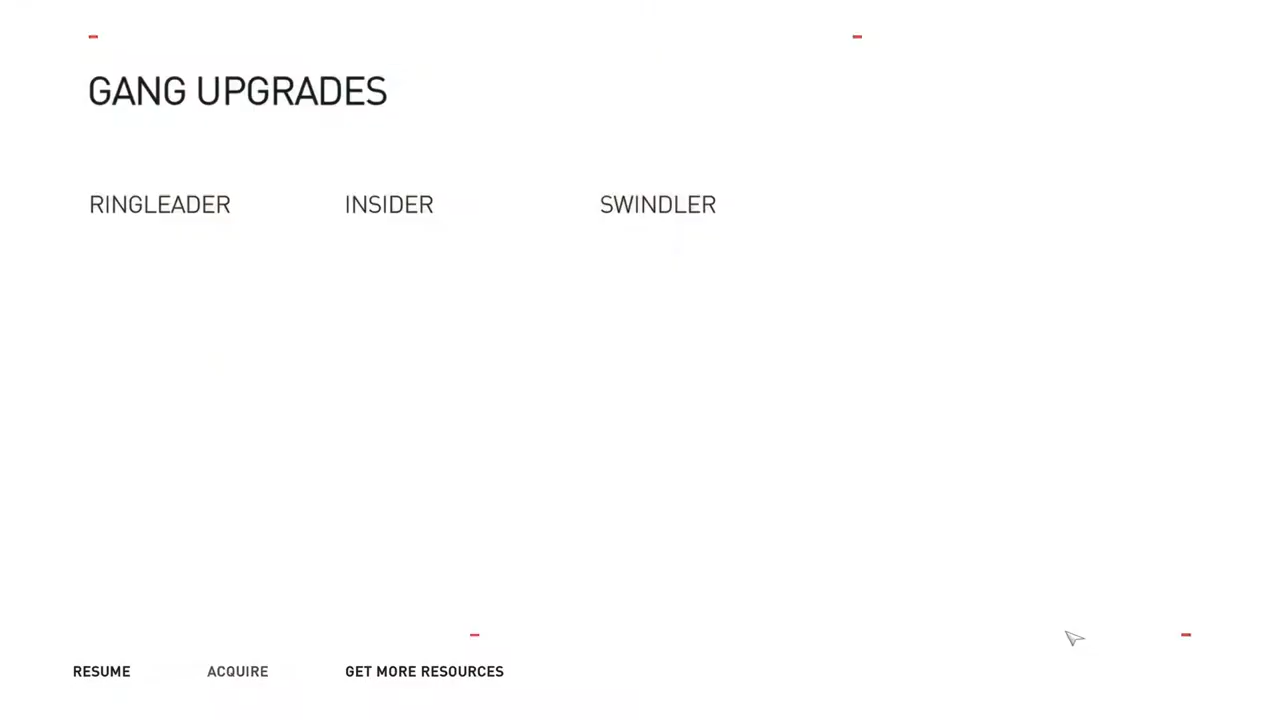 GANG UPGRADES
RINGLEADER INSIDER SWINDLER
RESUME ACQUIRE GET MORE RESOURCES